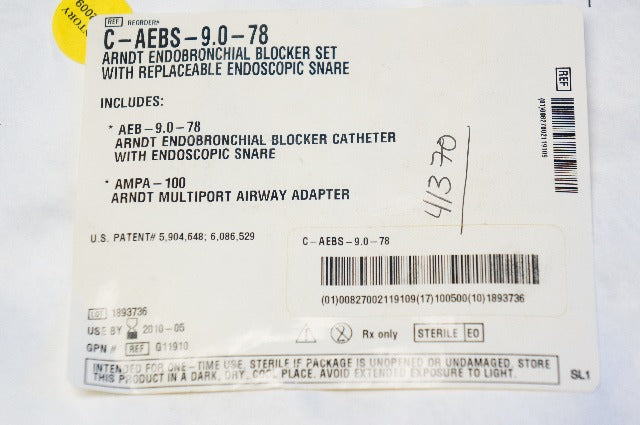 TORY
2009
REF REORDER#
C-AEBS-9.0-78
ARNDT ENDOBRONCHIAL BLOCKER SET
WITH REPLACEABLE ENDOSCOPIC SNARE
INCLUDES:
* AEB-9.0-78
ARNDT ENDOBRONCHIAL BLOCKER CATHETER
WITH ENDOSCOPIC SNARE
* AMPA-100
ARNDT MULTIPORT AIRWAY ADAPTER
41370
REF
(01)00827002119109
U.S. PATENT# 5,904,648; 6,086,529
C-AEBS-9.0-78
(01)00827002119109(17)100500(10)1893736
LOT 1893736
USE BY 2010-05
GPN # REF G11910
Rx only STERILE EO
INTENDED FOR ONE-TIME USE. STERILE IF PACKAGE IS UNOPENED OR UNDAMAGED. STORE
THIS PRODUCT IN A DARK, DRY, COOL PLACE. AVOID EXTENDED EXPOSURE TO LIGHT.
SL1